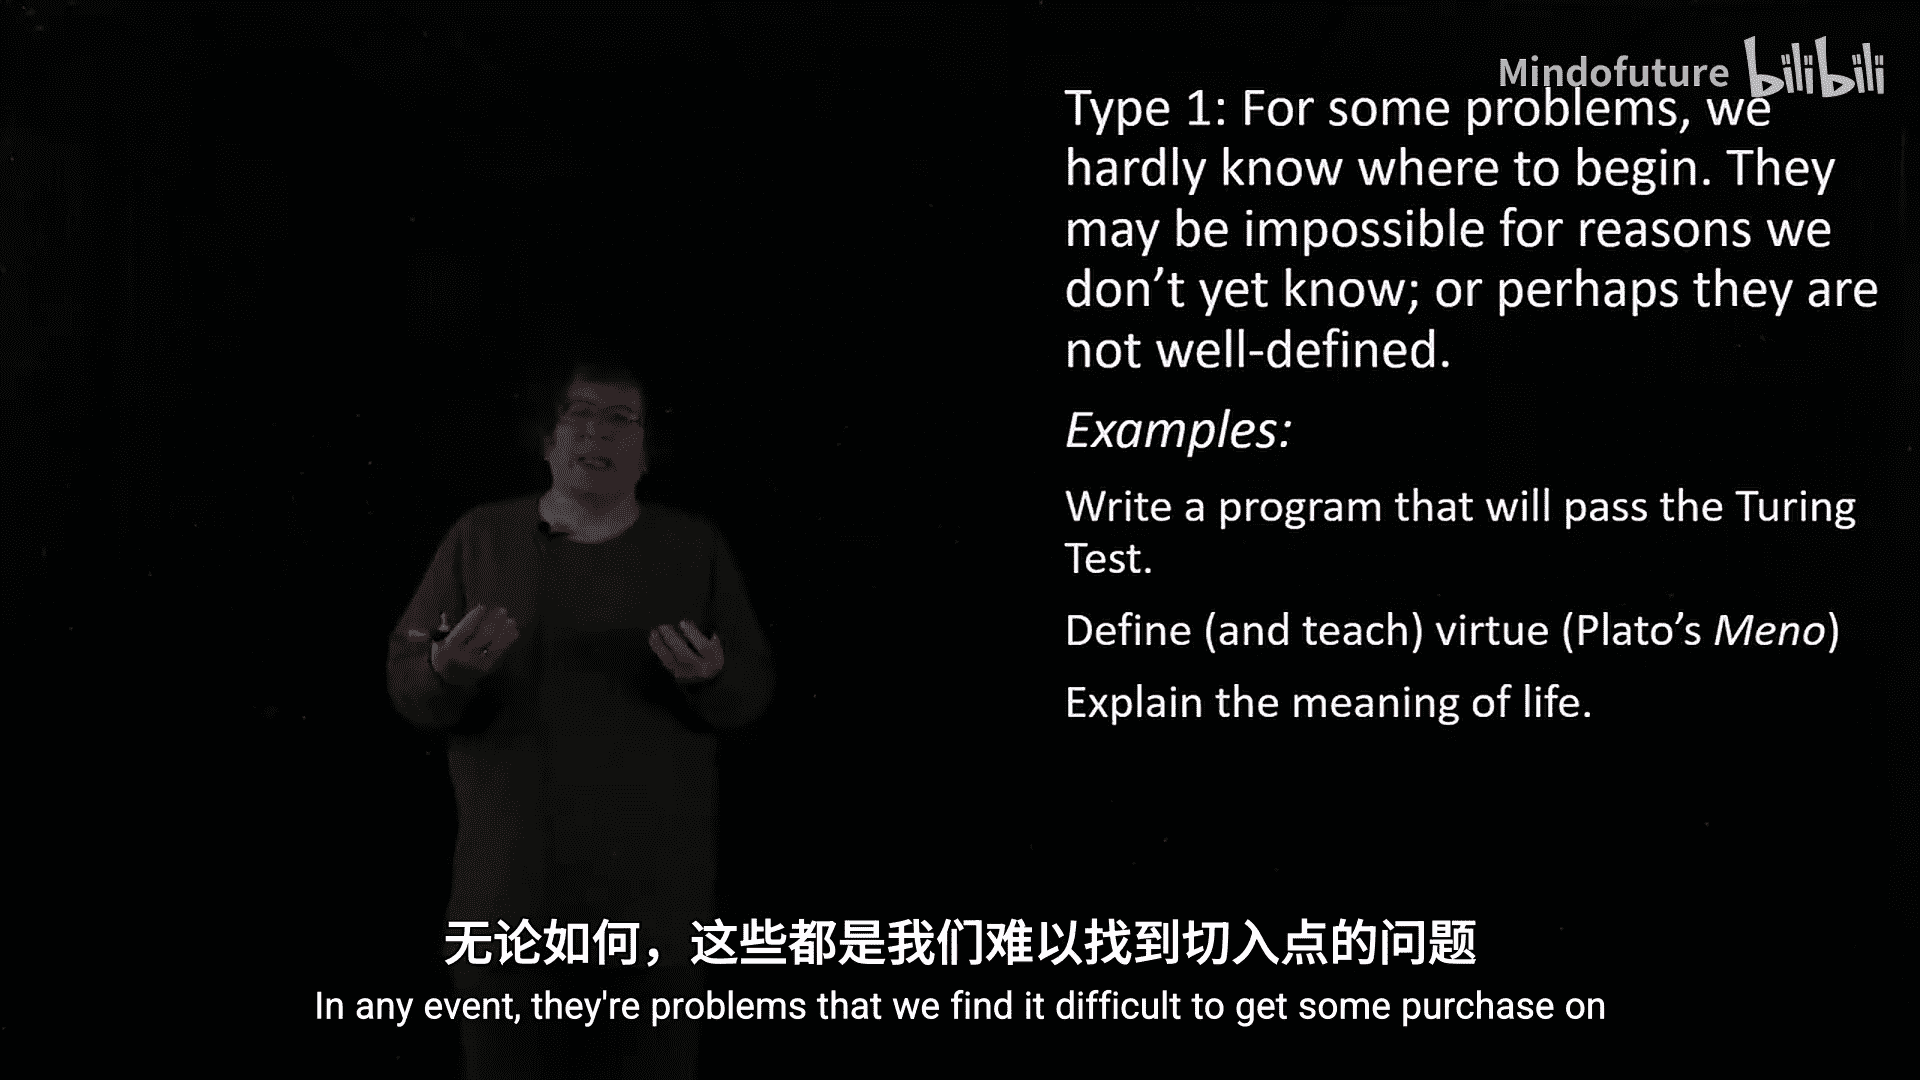 Mindofuture bilibili
Type 1: For some problems, we
hardly know where to begin. They
may be impossible for reasons we
don’t yet know; or perhaps they are
not well-defined.
Examples:
Write a program that will pass the Turing
Test.
Define (and teach) virtue (Plato’s Meno)
Explain the meaning of life.
无论如何，这些都是我们难以找到切入点的问题
In any event, they're problems that we find it difficult to get some purchase on